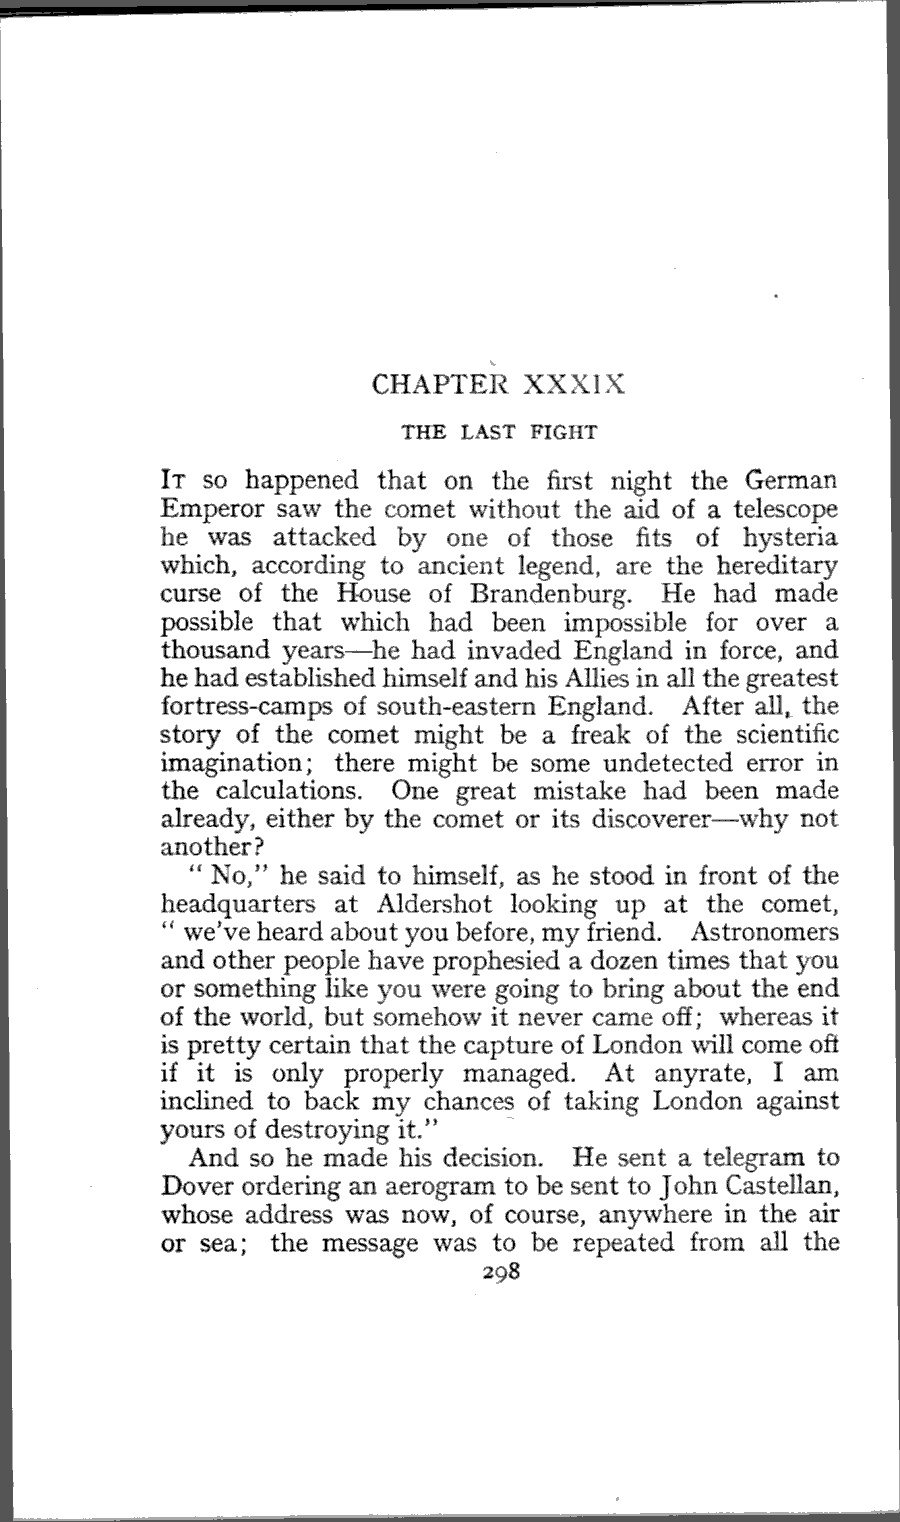 CHAPTER XXXIX
THE LAST FIGHT
IT so happened that on the first night the German
Emperor saw the comet without the aid of a telescope
he was attacked by one of those fits of hysteria
which, according to ancient legend, are the hereditary
curse of the House of Brandenburg. He had made
possible that which had been impossible for over a
thousand years—he had invaded England in force, and
he had established himself and his Allies in all the greatest
fortress-camps of south-eastern England. After all, the
story of the comet might be a freak of the scientific
imagination; there might be some undetected error in
the calculations. One great mistake had been made
already, either by the comet or its discoverer—why not
another?
“ No,” he said to himself, as he stood in front of the
headquarters at Aldershot looking up at the comet,
“ we’ve heard about you before, my friend. Astronomers
and other people have prophesied a dozen times that you
or something like you were going to bring about the end
of the world, but somehow it never came off; whereas it
is pretty certain that the capture of London will come off
if it is only properly managed. At anyrate, I am
inclined to back my chances of taking London against
yours of destroying it.”
And so he made his decision. He sent a telegram to
Dover ordering an aerogram to be sent to John Castellan,
whose address was now, of course, anywhere in the air
or sea; the message was to be repeated from all the
298